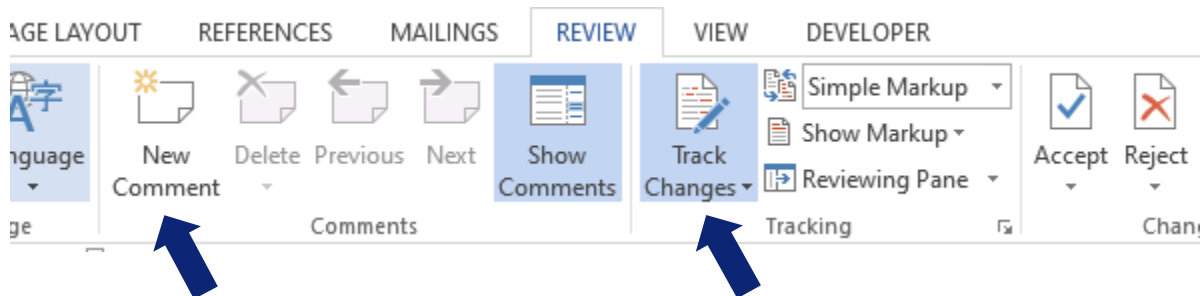 AGE LAYOUT REFERENCES MAILINGS REVIEW VIEW DEVELOPER
字
A
nguage
New
Comment
Delete
Previous
Next
Show
Comments
Track
Changes
Simple Markup
Show Markup
Reviewing Pane
Accept
Reject
ge
Comments
Tracking
Chang